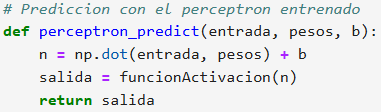 # Prediccion con el perceptron entrenado
def perceptron_predict(entrada, pesos, b):
    n = np.dot(entrada, pesos) + b
    salida = funcionActivacion(n)
    return salida